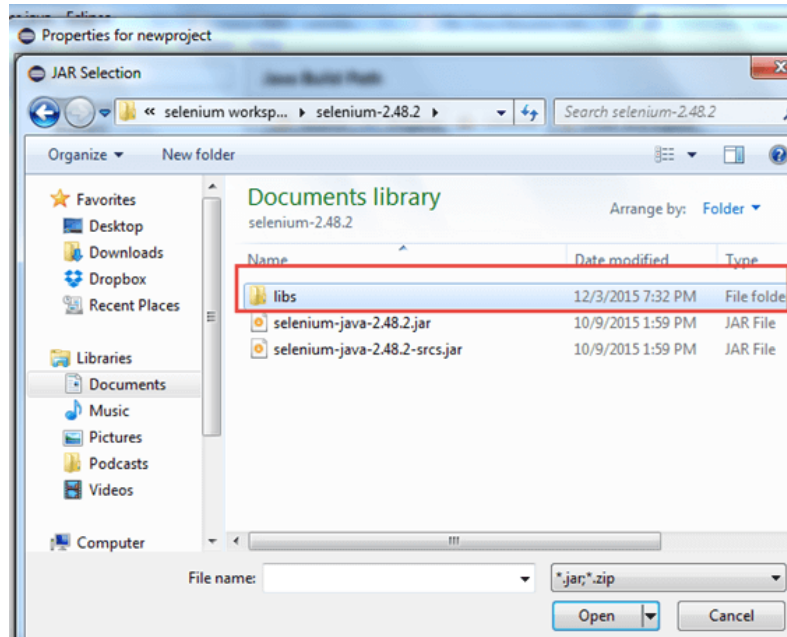 Properties for newproject
JAR Selection
« selenium worksp... ▸ selenium-2.48.2 ▸ Search selenium-2.48.2
Organize New folder
Favorites
Desktop
Downloads
Dropbox
Recent Places
Libraries
Documents
Music
Pictures
Podcasts
Videos
Computer
Documents library
selenium-2.48.2
Arrange by: Folder
Name Date modified Type
libs 12/3/2015 7:32 PM File folde
selenium-java-2.48.2.jar 10/9/2015 1:59 PM JAR File
selenium-java-2.48.2-srcs.jar 10/9/2015 1:59 PM JAR File
File name: *.jar;*.zip
Open Cancel